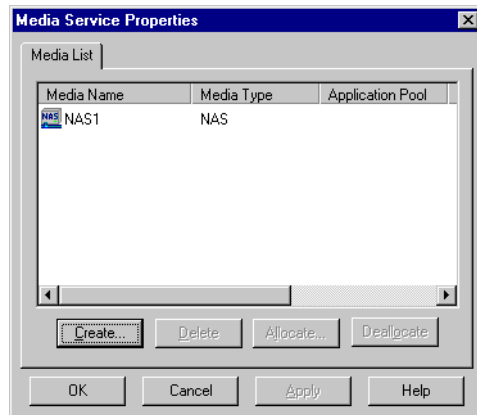 Media Service Properties
Media List
Media Name Media Type Application Pool
NAS NAS1 NAS
Create... Delete Allocate... Deallocate
OK Cancel Apply Help